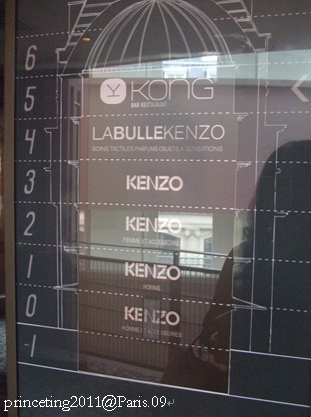 6
KONG
BAR RESTAURANT
5
LABULLEKENZO
SOINS TACTILES PARFUMS OBJETS A SENSATIONS
4
KENZO
3
KENZO
FEMME ET ACCESSOIRES
2
KENZO
HOMME
1
KENZO
HOMME ET ACCESSOIRES
0
-1
princeting2011@Paris.09